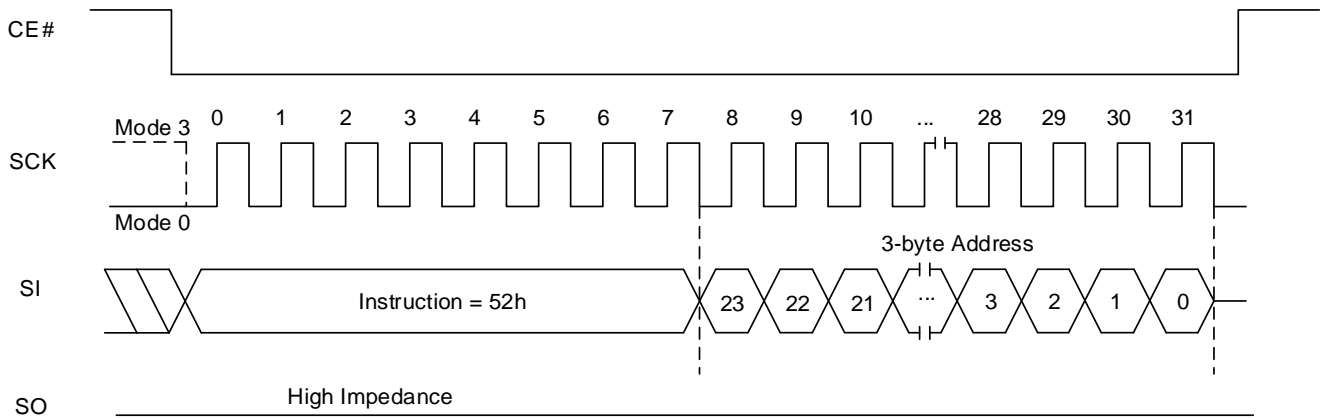 CE#
0 1 2 3 4 5 6 7 8 9 10 ... 28 29 30 31
Mode 3
SCK
Mode 0
3-byte Address
SI
Instruction = 52h
23 22 21 ... 3 2 1 0
High Impedance
SO